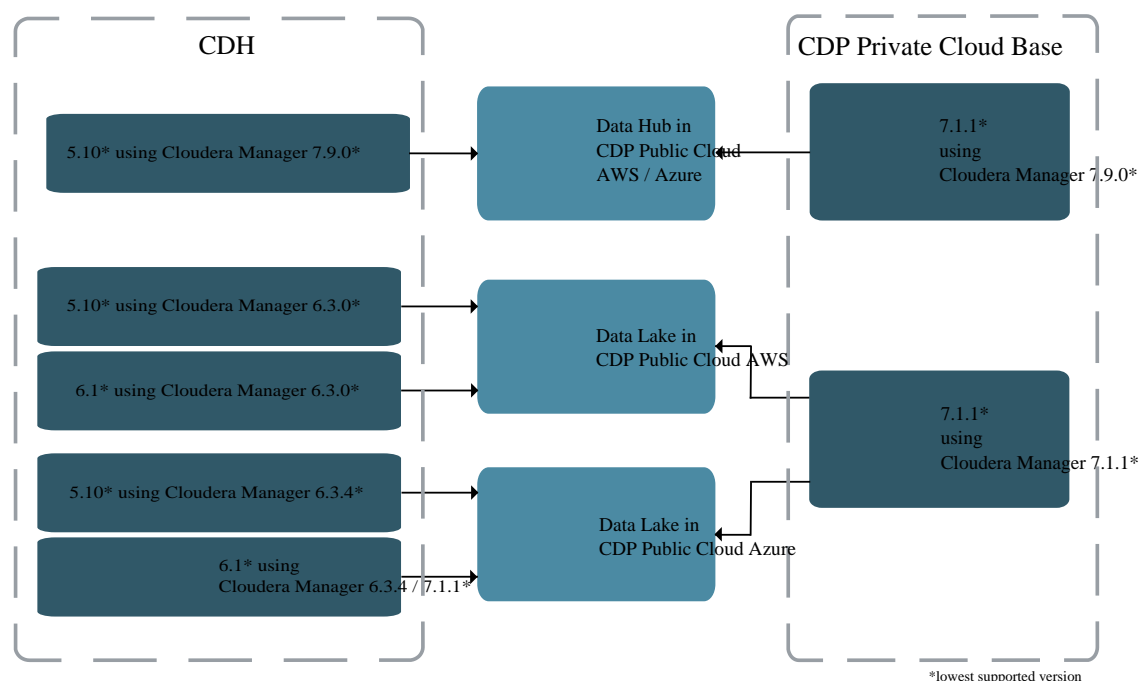 CDH
CDP Private Cloud Base
5.10* using Cloudera Manager 7.9.0*
Data Hub in
CDP Public Cloud
AWS / Azure
7.1.1*
using
Cloudera Manager 7.9.0*
5.10* using Cloudera Manager 6.3.0*
6.1* using Cloudera Manager 6.3.0*
Data Lake in
CDP Public Cloud AWS
7.1.1*
using
Cloudera Manager 7.1.1*
5.10* using Cloudera Manager 6.3.4*
6.1* using
Cloudera Manager 6.3.4 / 7.1.1*
Data Lake in
CDP Public Cloud Azure
*lowest supported version